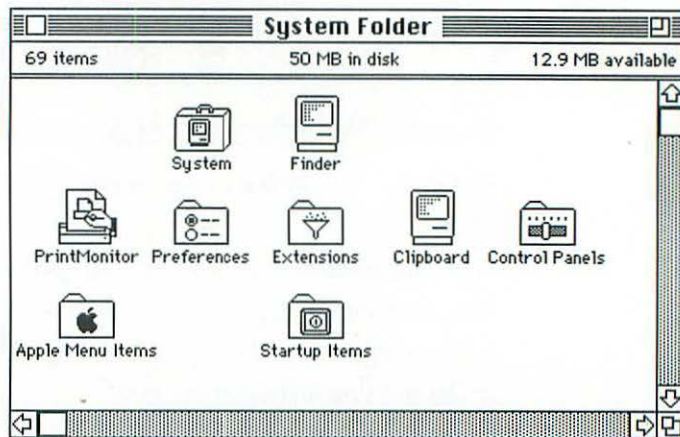 System Folder
69 items 50 MB in disk 12.9 MB available
System Finder
PrintMonitor Preferences Extensions Clipboard Control Panels
Apple Menu Items Startup Items